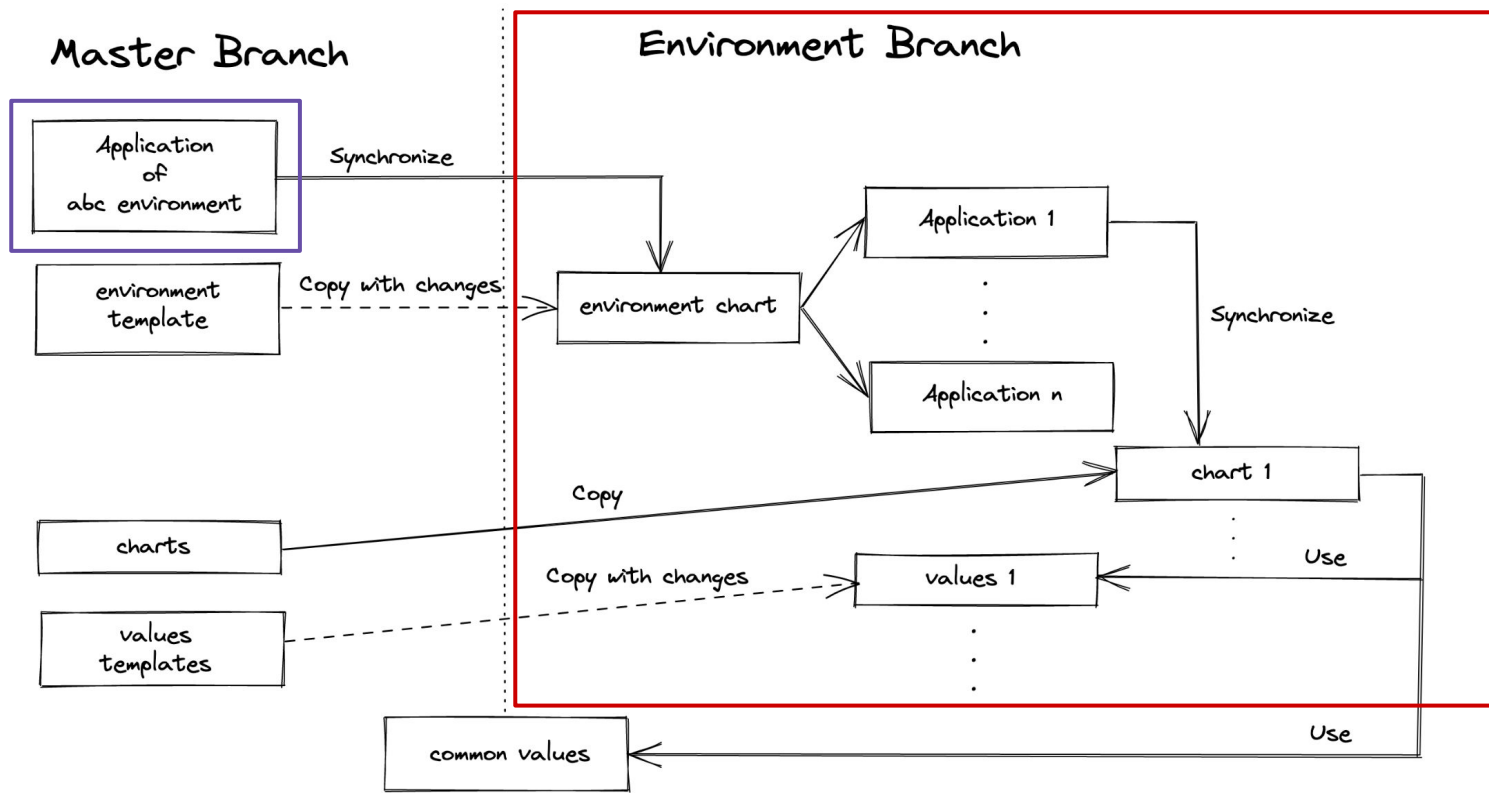 Master Branch
Environment Branch
Application
of
abc environment
Synchronize
Application 1
environment
template
Copy with changes
environment chart
Synchronize
Application n
chart 1
Copy
charts
Use
Copy with changes
values 1
values
templates
Use
common values